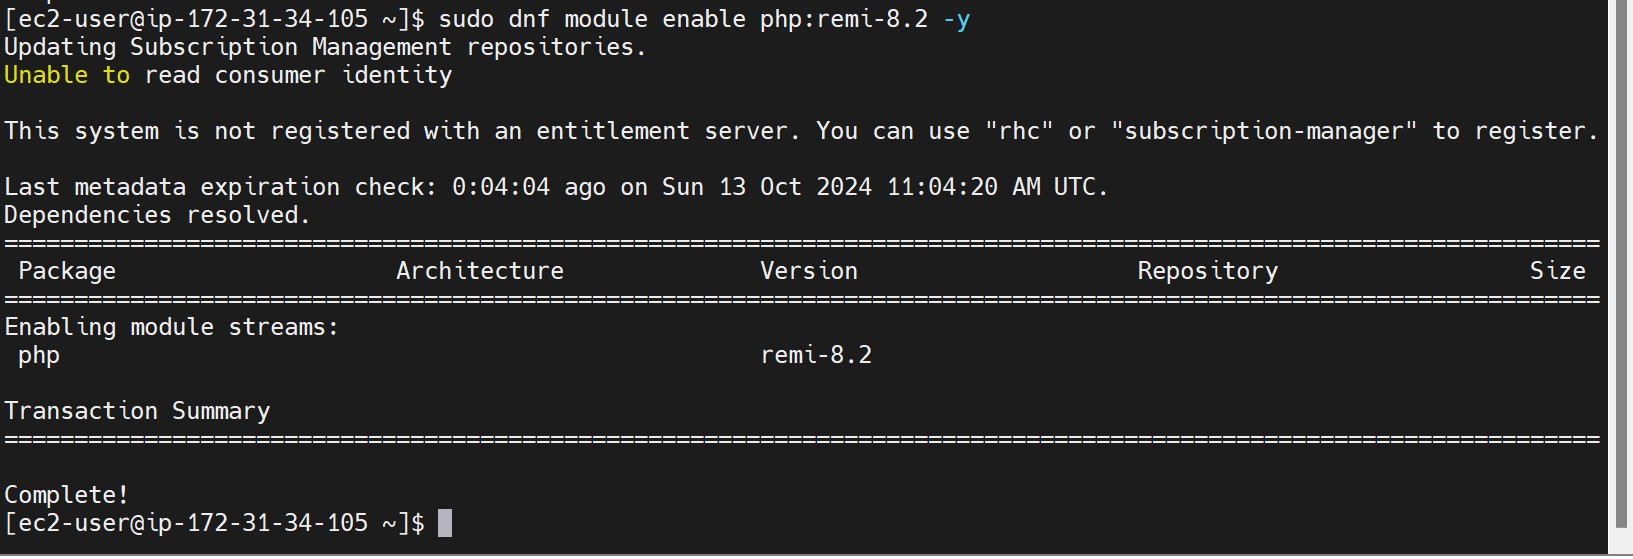 [ec2-user@ip-172-31-34-105 ~]$ sudo dnf module enable php:remi-8.2 -y
Updating Subscription Management repositories.
Unable to read consumer identity
This system is not registered with an entitlement server. You can use "rhc" or "subscription-manager" to register.
Last metadata expiration check: 0:04:04 ago on Sun 13 Oct 2024 11:04:20 AM UTC.
Dependencies resolved.
==================================================================================================================
Package Architecture Version Repository Size
==================================================================================================================
Enabling module streams:
php remi-8.2
Transaction Summary
==================================================================================================================
Complete!
[ec2-user@ip-172-31-34-105 ~]$